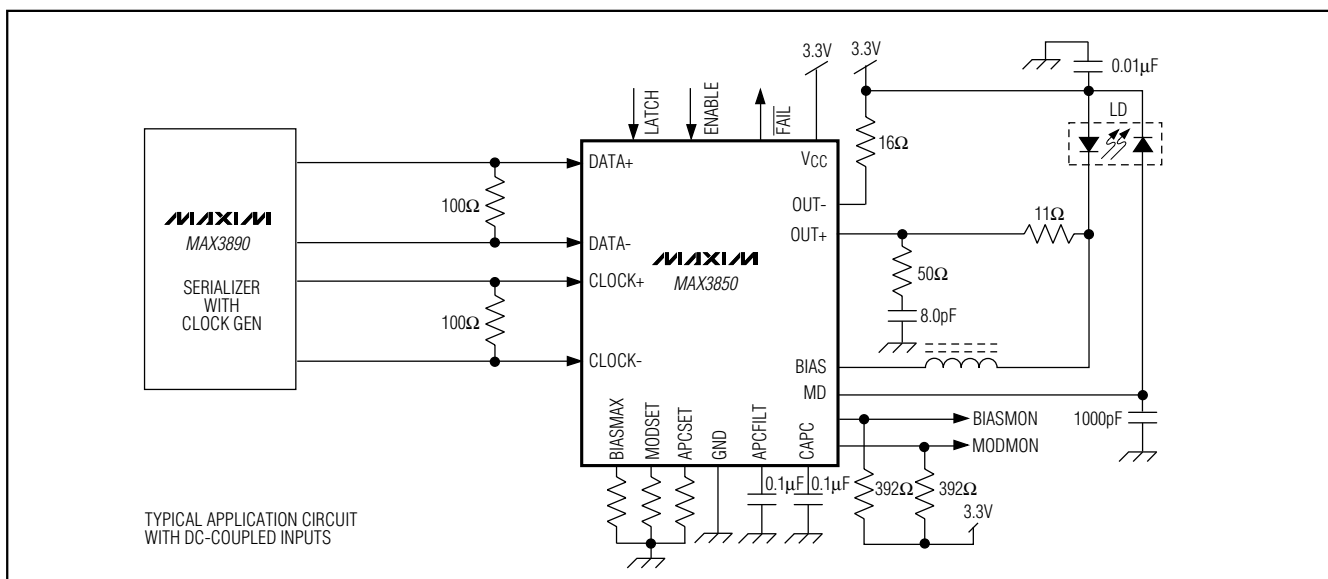 3.3V
3.3V
0.01µF
LATCH
ENABLE
FAIL
LD
16Ω
VCC
DATA+
OUT-
100Ω
11Ω
OUT+
MAXIM
MAX3890
DATA-
MAXIM
MAX3850
50Ω
CLOCK+
SERIALIZER
WITH
CLOCK GEN
100Ω
8.0pF
CLOCK-
BIAS
MD
BIASMON
1000pF
MODMON
BIASMAX
MODSET
APCSET
GND
APCFILT
CAPC
0.1µF
0.1µF
392Ω
392Ω
3.3V
TYPICAL APPLICATION CIRCUIT
WITH DC-COUPLED INPUTS